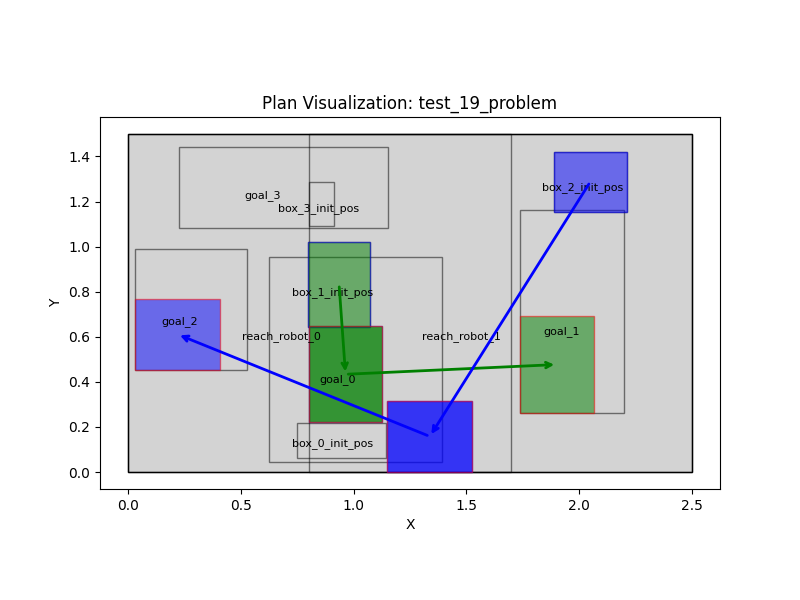 Plan Visualization: test_19_problem
1.4
1.2
1.0
0.8
0.6
0.4
0.2
0.0
Y
goal_3
box_3_init_pos
box_2_init_pos
box_1_init_pos
goal_2
reach_robot_0
reach_robot_1
goal_1
goal_0
box_0_init_pos
0.0 0.5 1.0 1.5 2.0 2.5
X